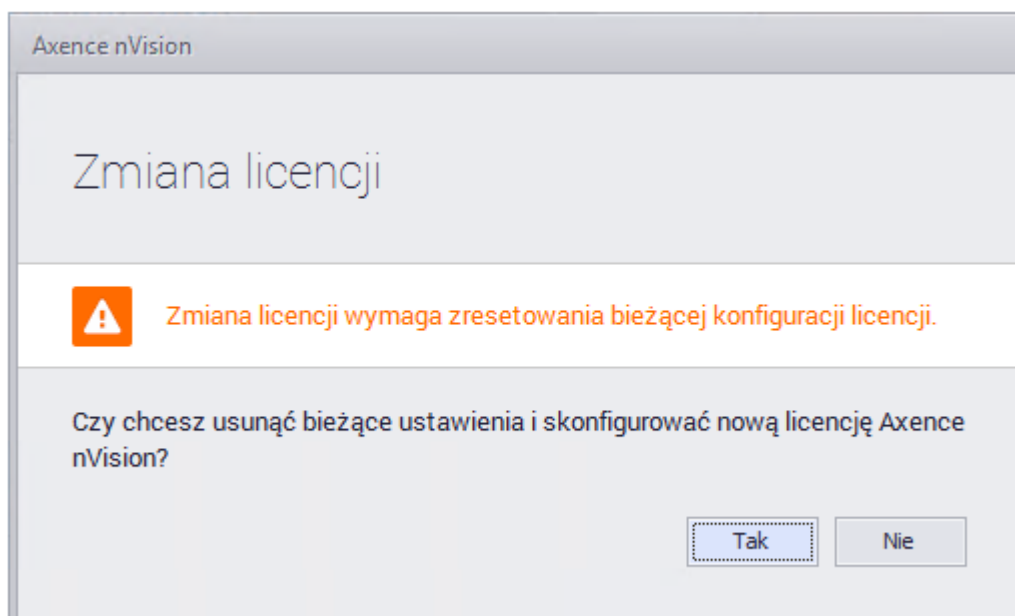 Axence nVision
Zmiana licencji
Zmiana licencji wymaga zresetowania bieżącej konfiguracji licencji.
Czy chcesz usunąć bieżące ustawienia i skonfigurować nową licencję Axence
nVision?
Tak Nie